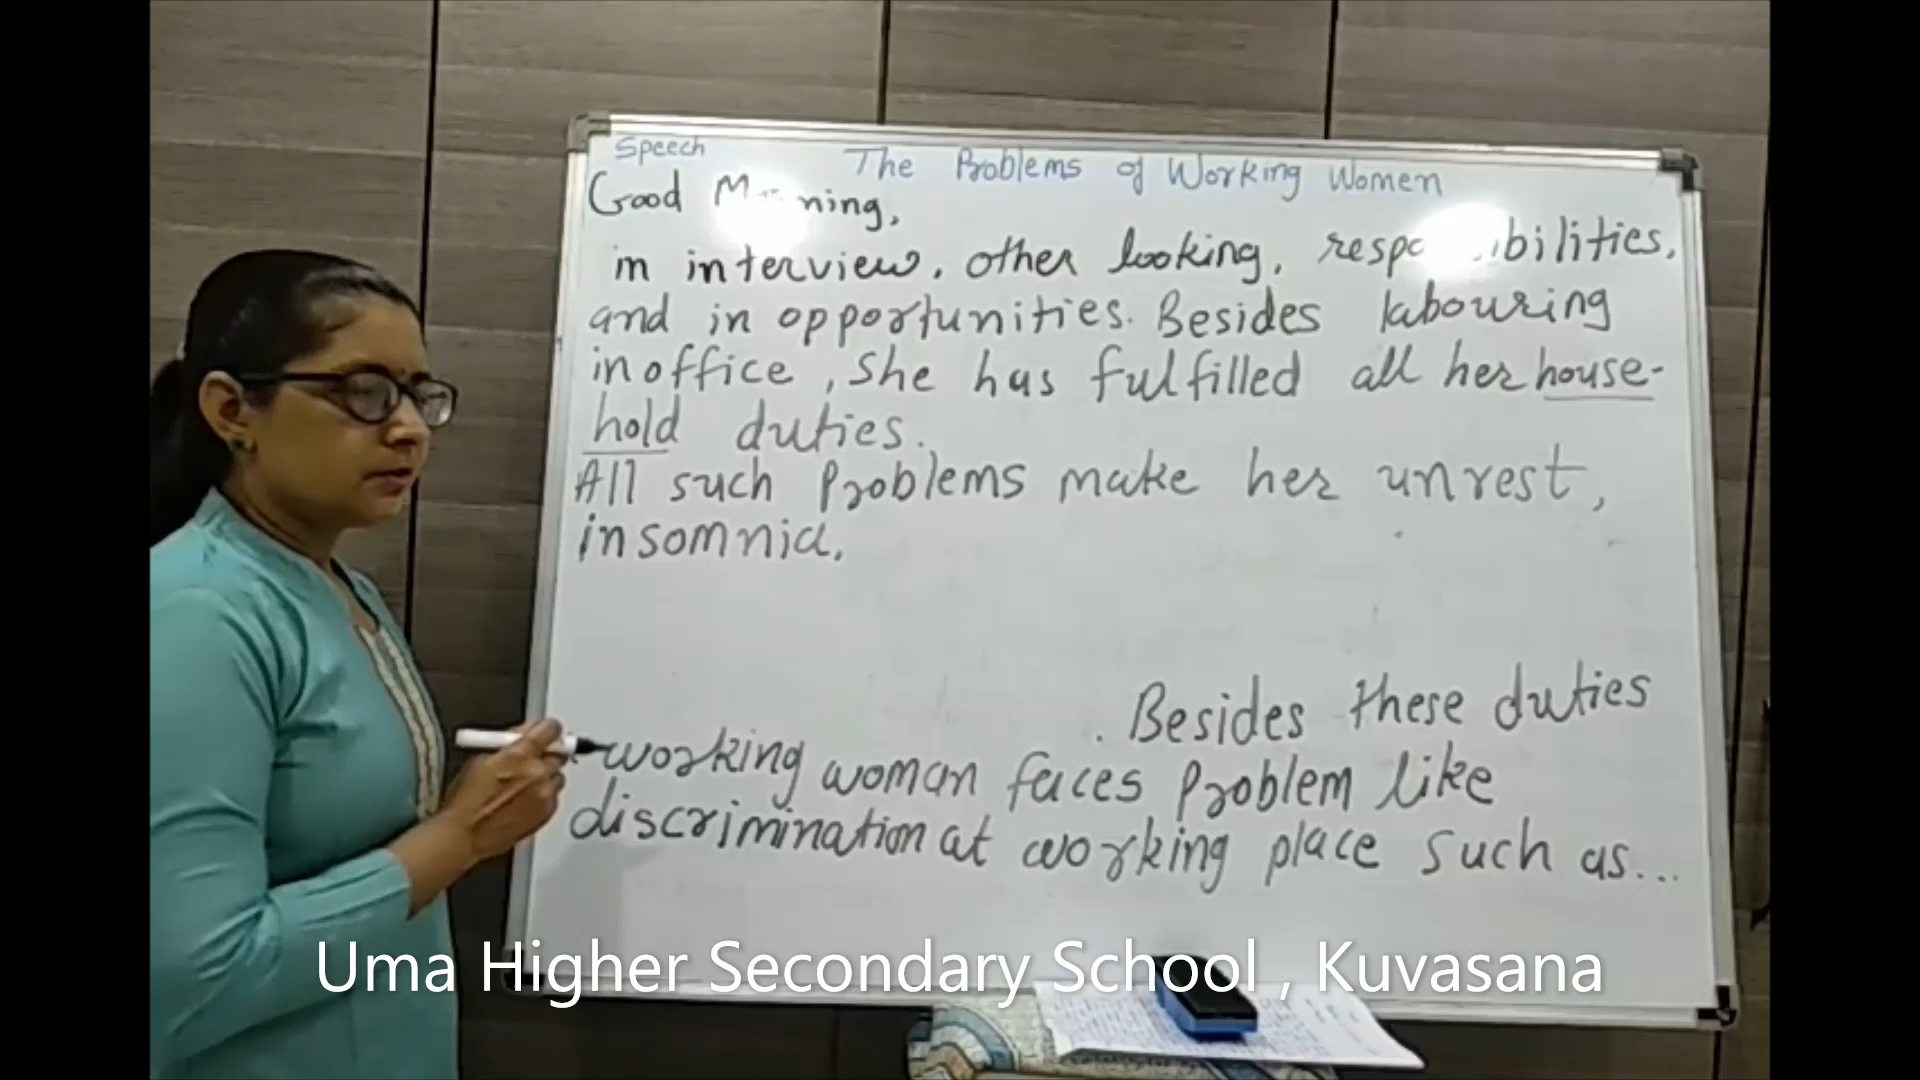 Speech The Problems of Working Women
Good Morning,
in interview, other looking, responsibilities,
and in opportunities. Besides labouring
in office, she has fulfilled all her house-
hold duties.
All such problems make her unrest,
insomnia.
. Besides these duties
working woman faces problem like
discrimination at working place such as...
Uma Higher Secondary School , Kuvasana